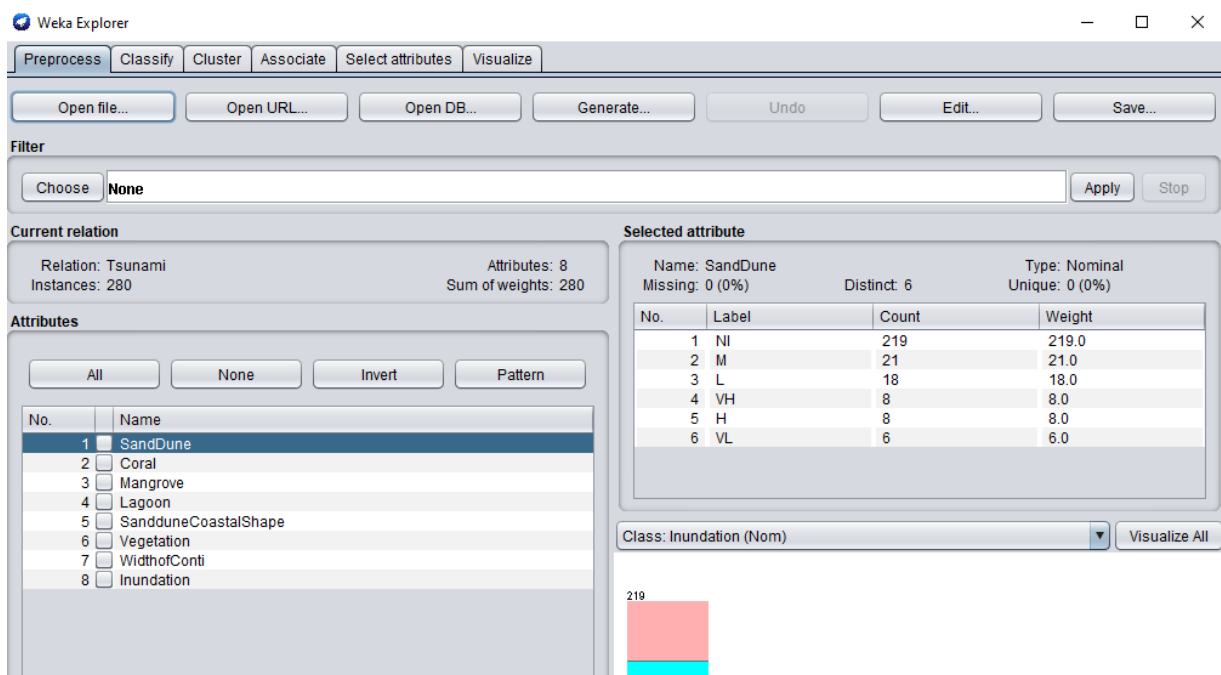 Weka Explorer
Preprocess Classify Cluster Associate Select attributes Visualize
Open file... Open URL... Open DB... Generate... Undo Edit... Save...
Filter
Choose None Apply Stop
Current relation
Relation: Tsunami Attributes: 8
Instances: 280 Sum of weights: 280
Attributes
All None Invert Pattern
No. Name
1 SandDune
2 Coral
3 Mangrove
4 Lagoon
5 SandduneCoastalShape
6 Vegetation
7 WidthofConti
8 Inundation
Selected attribute
Name: SandDune Type: Nominal
Missing: 0 (0%) Distinct: 6 Unique: 0 (0%)
No. Label Count Weight
1 NI 219 219.0
2 M 21 21.0
3 L 18 18.0
4 VH 8 8.0
5 H 8 8.0
6 VL 6 6.0
Class: Inundation (Nom) Visualize All
219